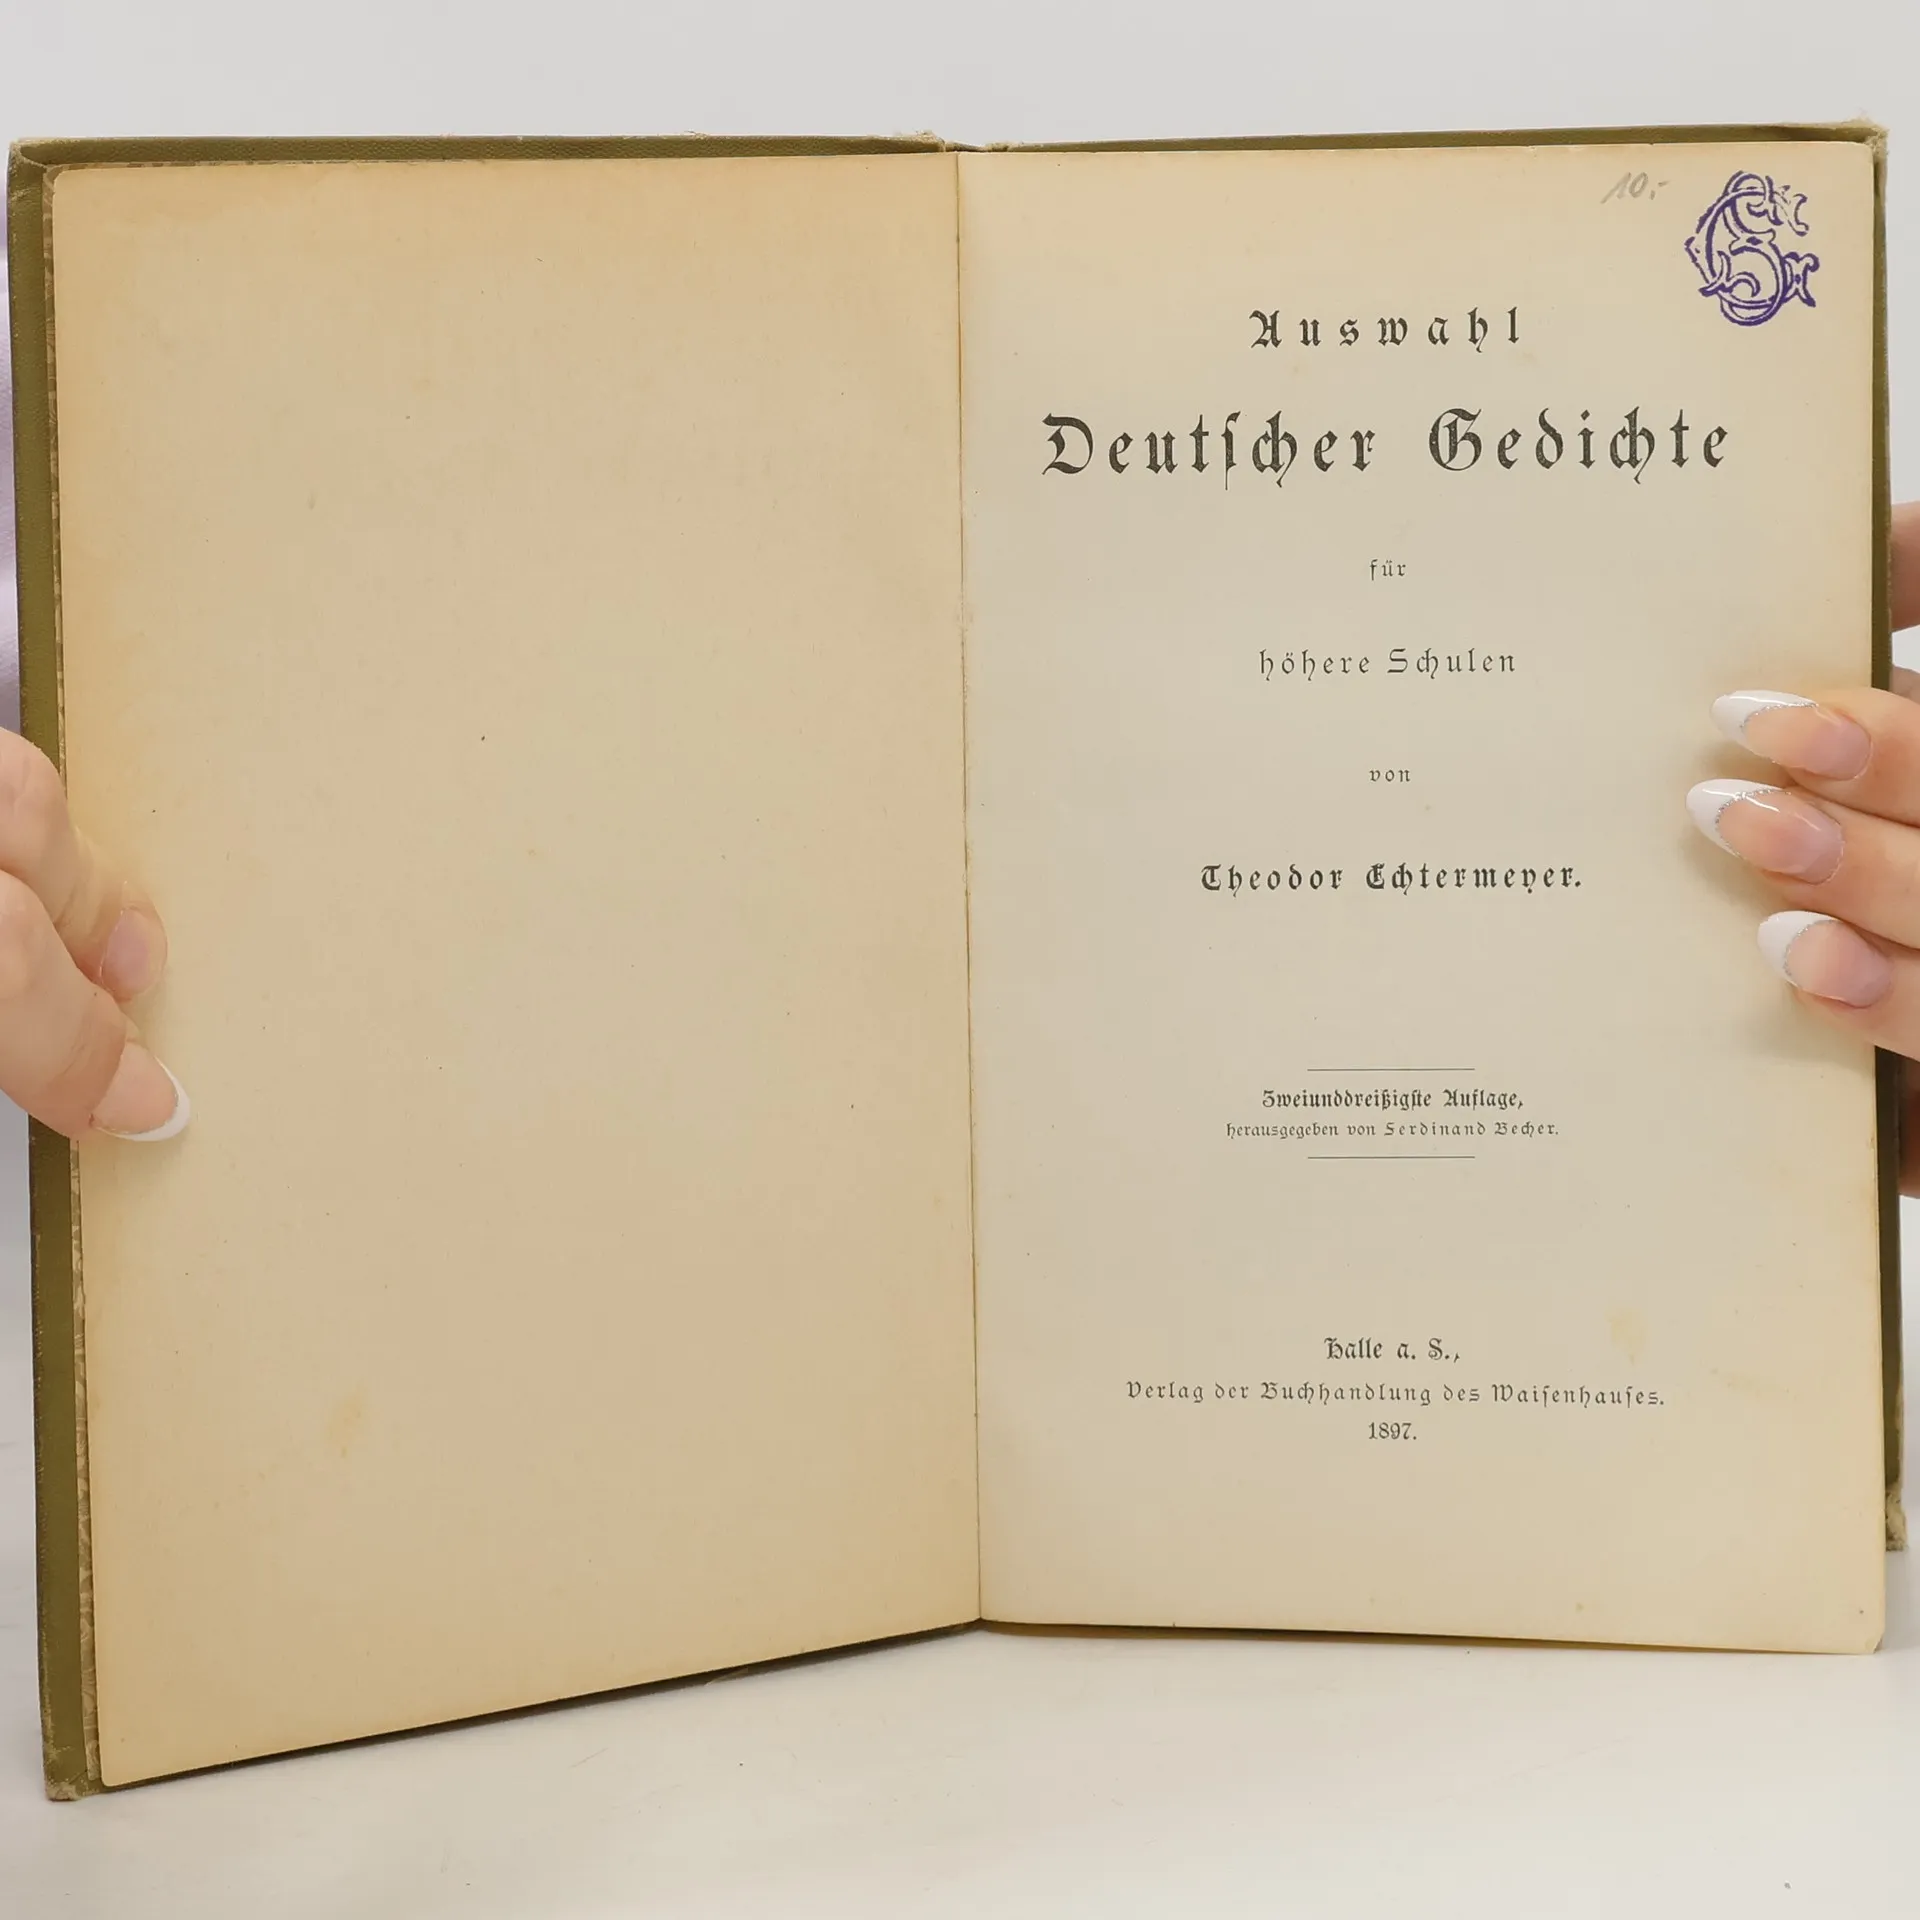 10.-
Auswahl
Deutſcher Gedichte
für
höhere Schulen
von
Theodor Echtermeyer.
Zweiunddreißigſte Auflage,
herausgegeben von Ferdinand Becher.
Halle a. S.,
Verlag der Buchhandlung des Waiſenhauſes.
1897.